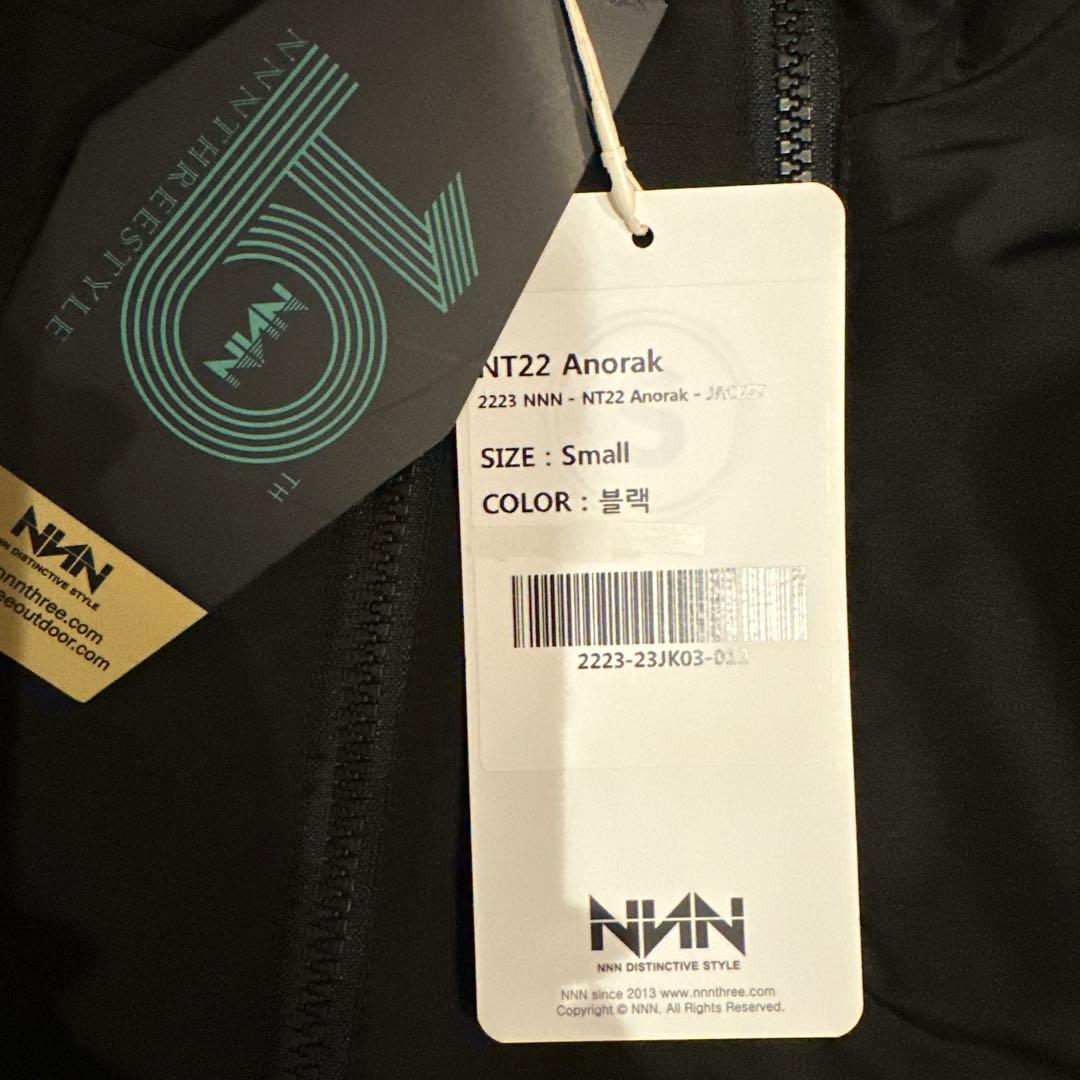 NNNTHREESTYLE
NNN
TH
NNN
NNN DISTINCTIVE STYLE
nnnthree.com
eeoutdoor.com
NT22 Anorak
2223 NNN - NT22 Anorak - JACKET
SIZE : Small
COLOR : 블랙
2223-23JK03-011
NNN
NNN DISTINCTIVE STYLE
NNN since 2013 www.nnnthree.com
Copyright © NNN. All Rights Reserved.